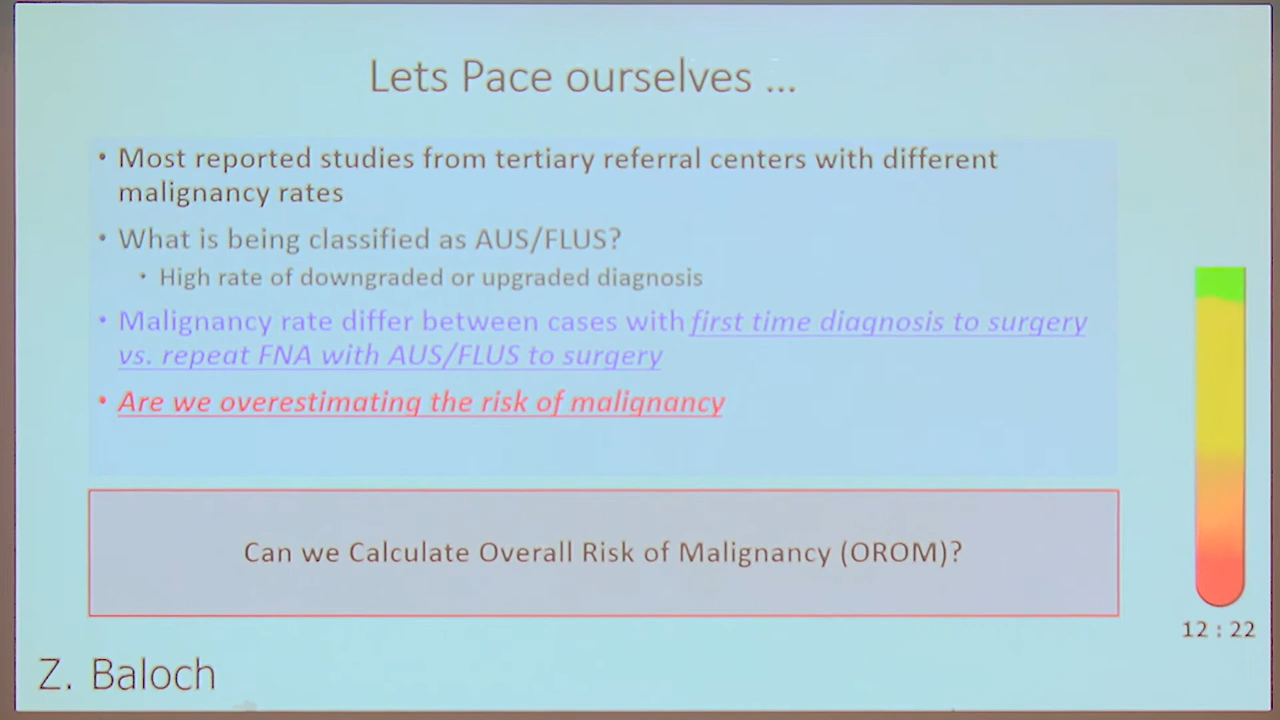 Lets Pace ourselves ...
• Most reported studies from tertiary referral centers with different
malignancy rates
• What is being classified as AUS/FLUS?
• High rate of downgraded or upgraded diagnosis
• Malignancy rate differ between cases with first time diagnosis to surgery
vs. repeat FNA with AUS/FLUS to surgery
• Are we overestimating the risk of malignancy
Can we Calculate Overall Risk of Malignancy (OROM)?
12 : 22
Z. Baloch